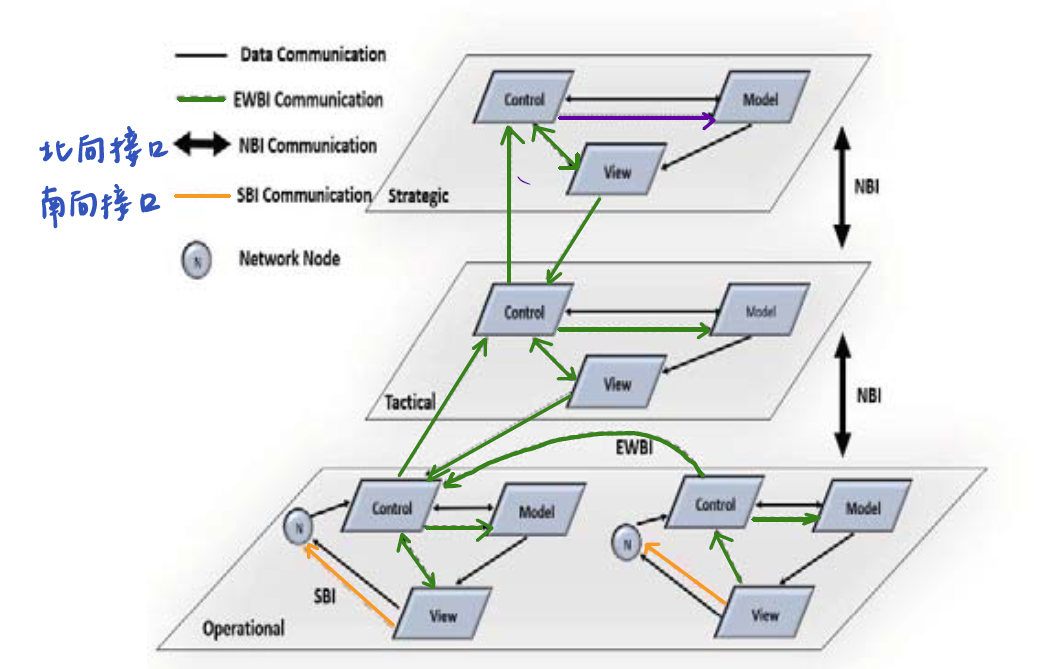 Data Communication
EWBI Communication
北向接口
NBI Communication
南向接口
SBI Communication
N
Network Node
Control
Model
View
Strategic
NBI
Control
Model
View
Tactical
NBI
EWBI
Control
Model
N
SBI
View
Control
Model
N
View
Operational